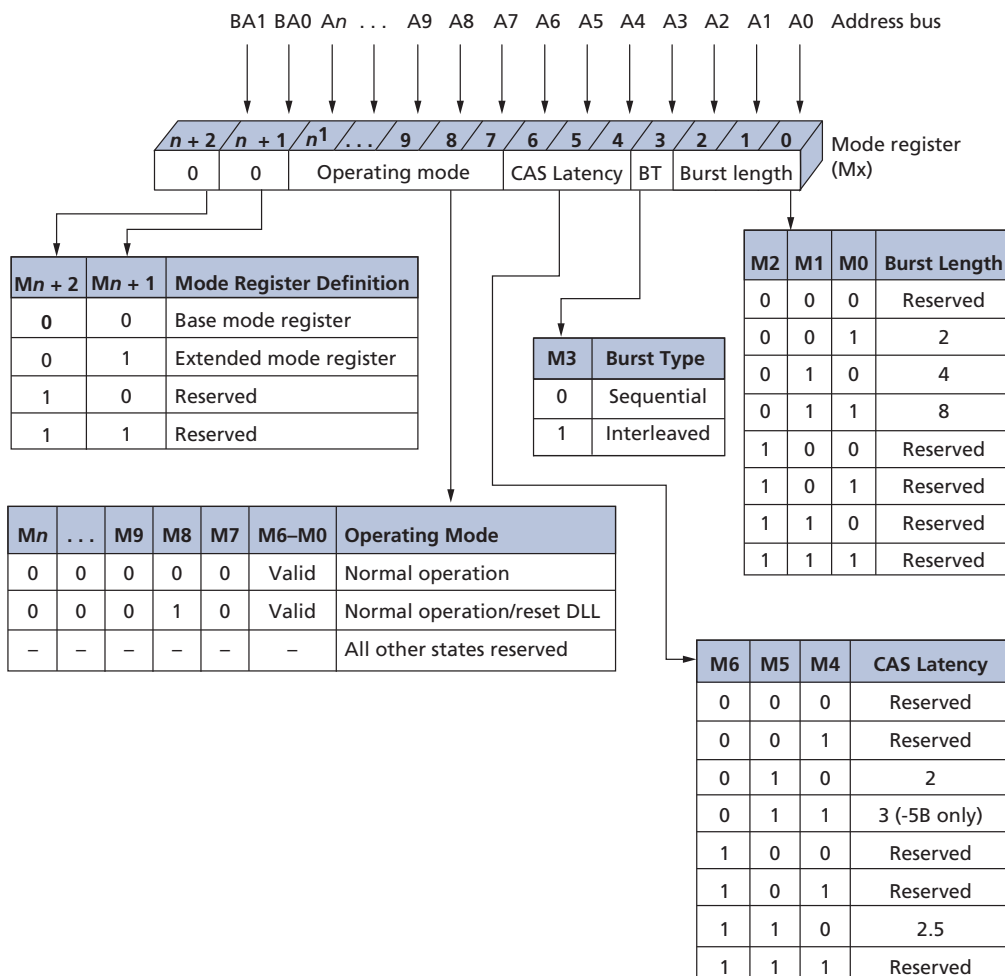 BA1 BA0 An . . . A9 A8 A7 A6 A5 A4 A3 A2 A1 A0 Address bus
n + 2 n + 1 n1 . . . 9 8 7 6 5 4 3 2 1 0
Mode register
(Mx)
0 0 Operating mode CAS Latency BT Burst length
Mn + 2 Mn + 1 Mode Register Definition
0 0 Base mode register
0 1 Extended mode register
1 0 Reserved
1 1 Reserved
M3 Burst Type
0 Sequential
1 Interleaved
M2 M1 M0 Burst Length
0 0 0 Reserved
0 0 1 2
0 1 0 4
0 1 1 8
1 0 0 Reserved
1 0 1 Reserved
1 1 0 Reserved
1 1 1 Reserved
Mn . . . M9 M8 M7 M6–M0 Operating Mode
0 0 0 0 0 Valid Normal operation
0 0 0 1 0 Valid Normal operation/reset DLL
– – – – – – All other states reserved
M6 M5 M4 CAS Latency
0 0 0 Reserved
0 0 1 Reserved
0 1 0 2
0 1 1 3 (-5B only)
1 0 0 Reserved
1 0 1 Reserved
1 1 0 2.5
1 1 1 Reserved